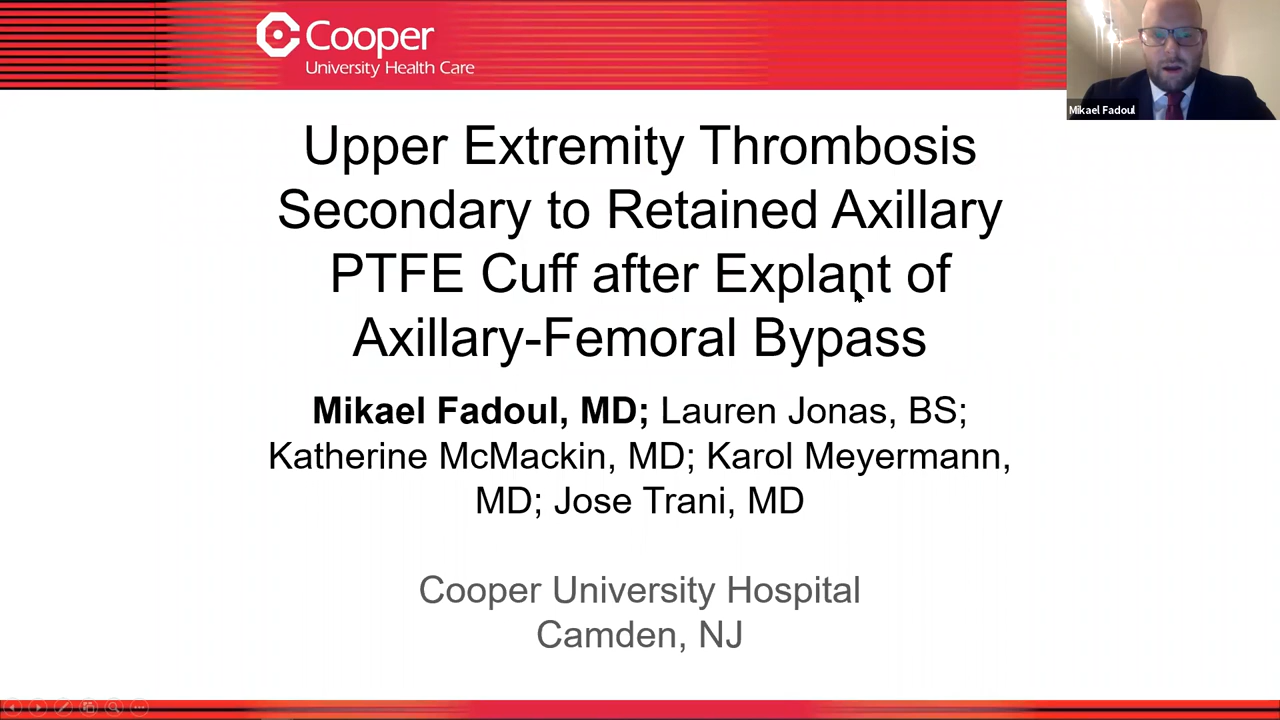 Cooper
University Health Care
Mikael Fadoul
Upper Extremity Thrombosis
Secondary to Retained Axillary
PTFE Cuff after Explant of
Axillary-Femoral Bypass
Mikael Fadoul, MD; Lauren Jonas, BS;
Katherine McMackin, MD; Karol Meyermann,
MD; Jose Trani, MD
Cooper University Hospital
Camden, NJ